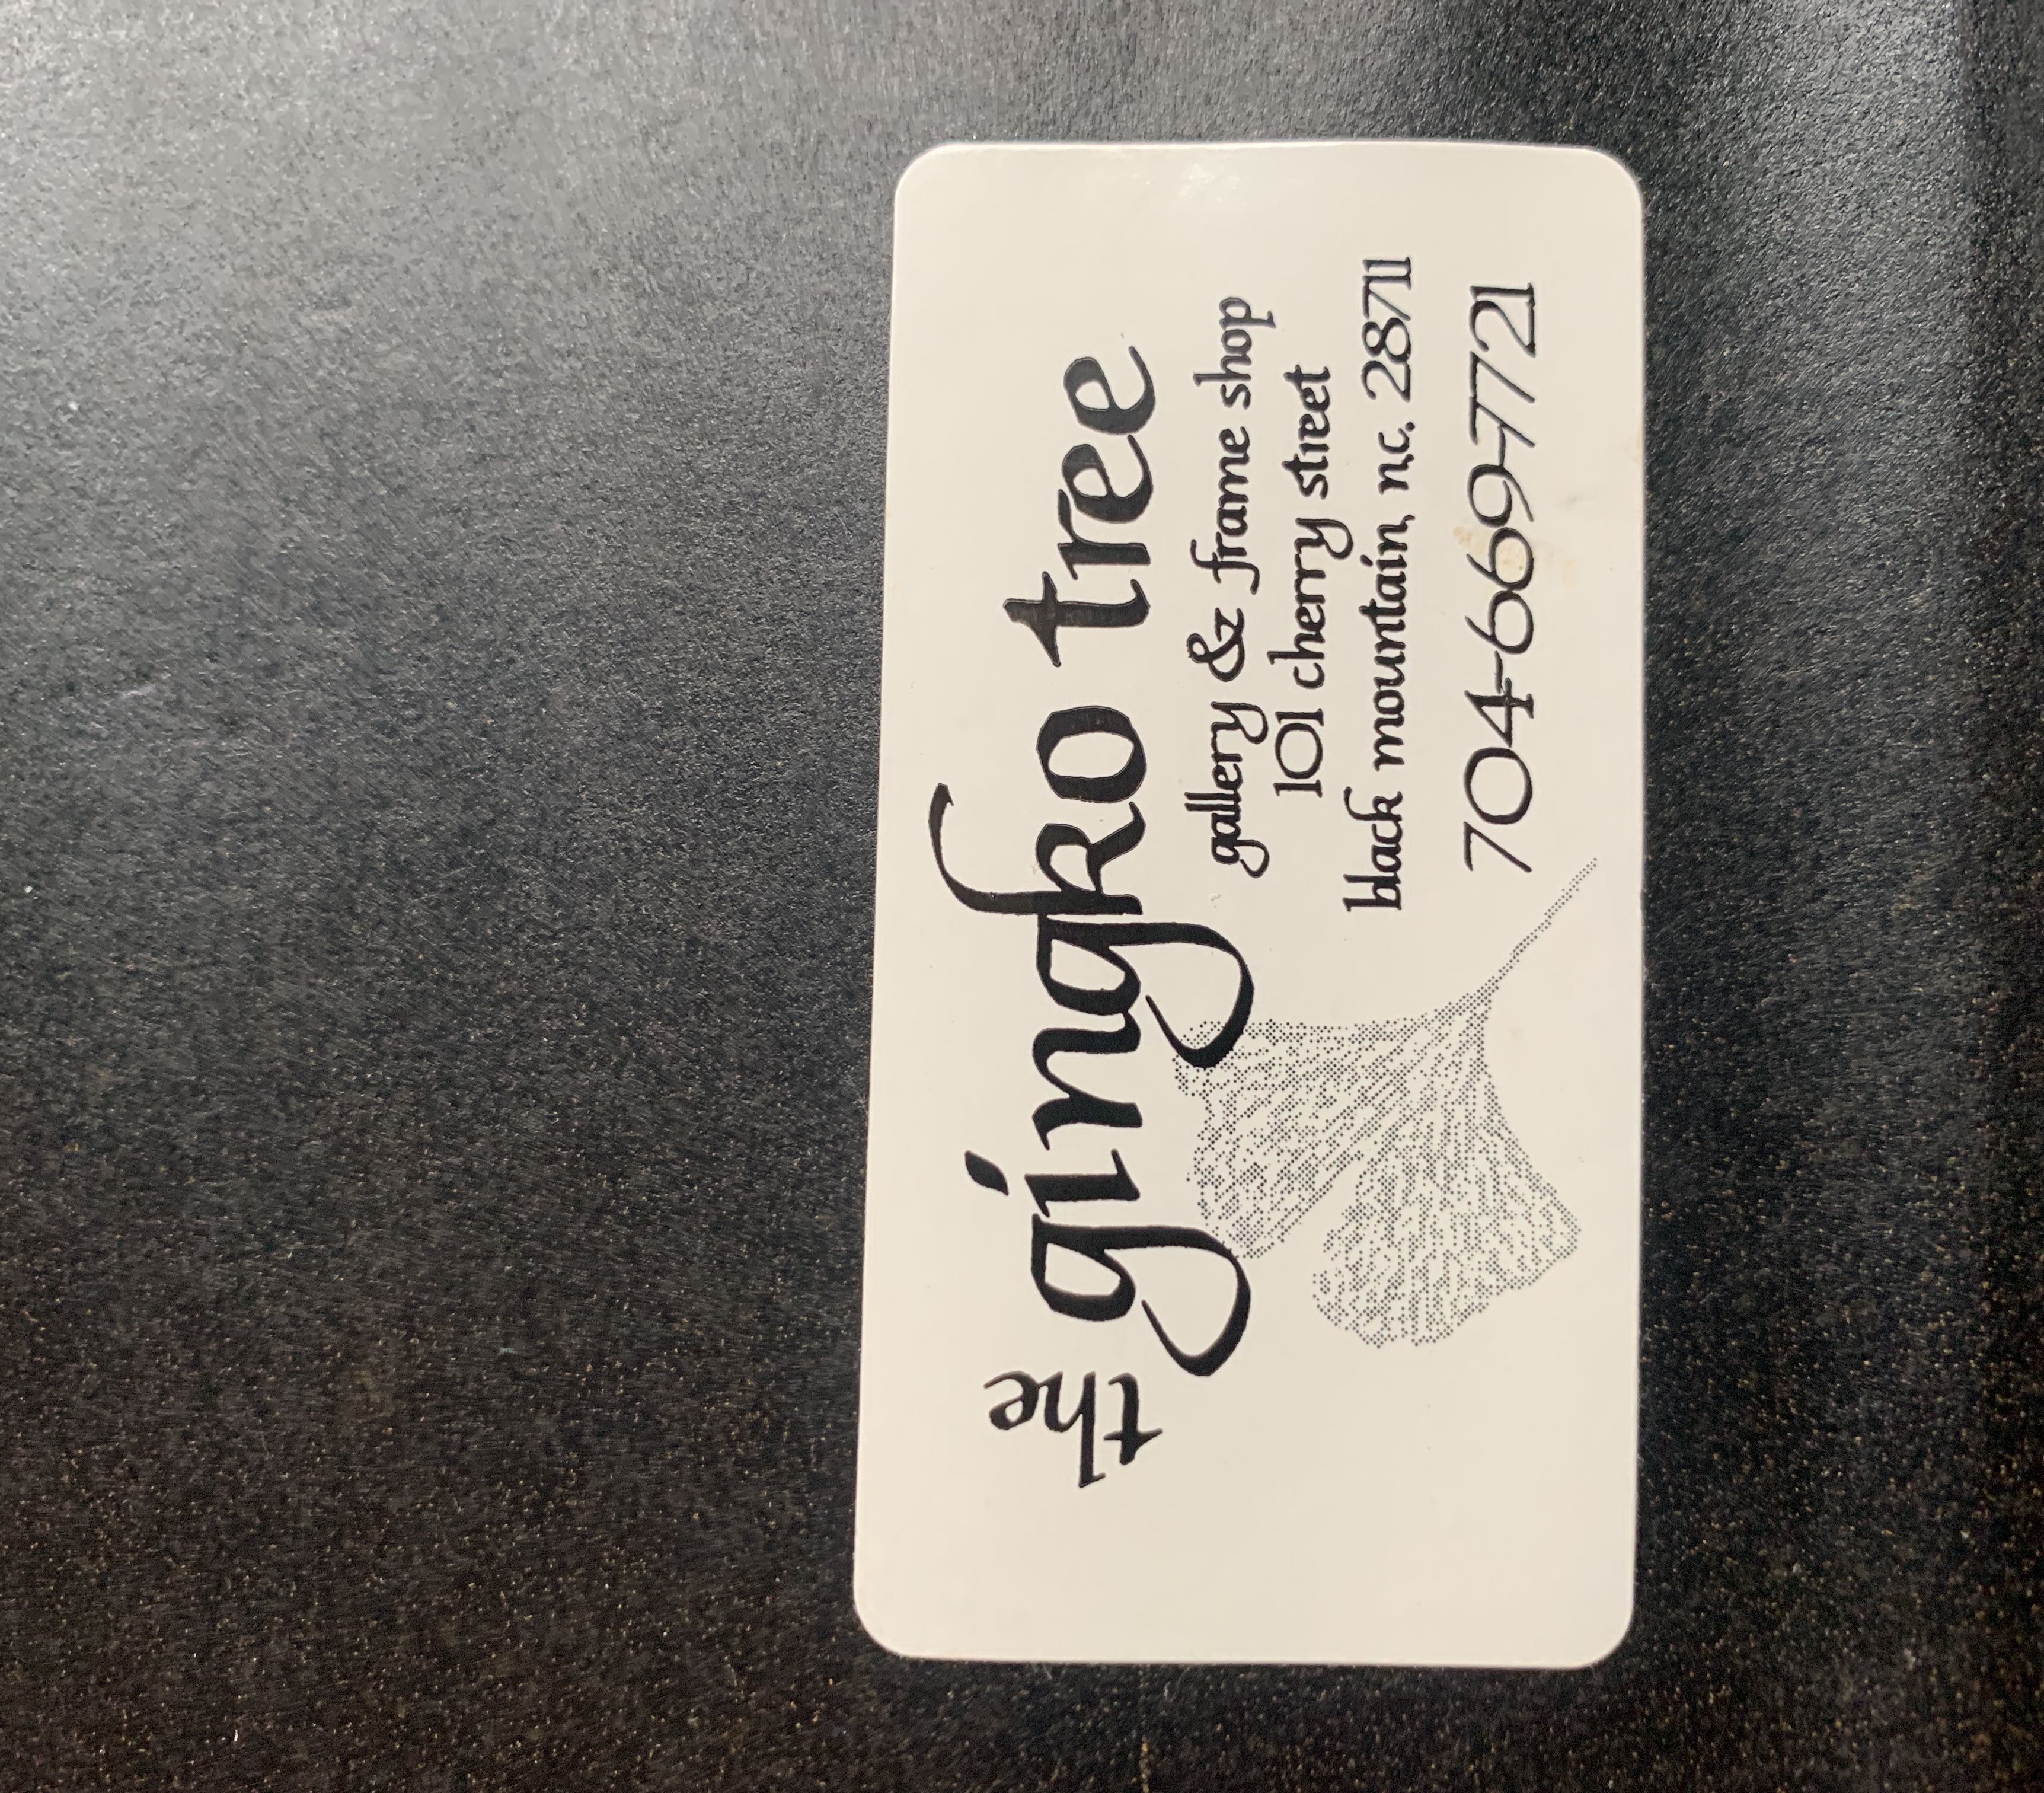 the gingko tree
gallery & frame shop
101 cherry street
black mountain, n.c. 28711
704-669-7721